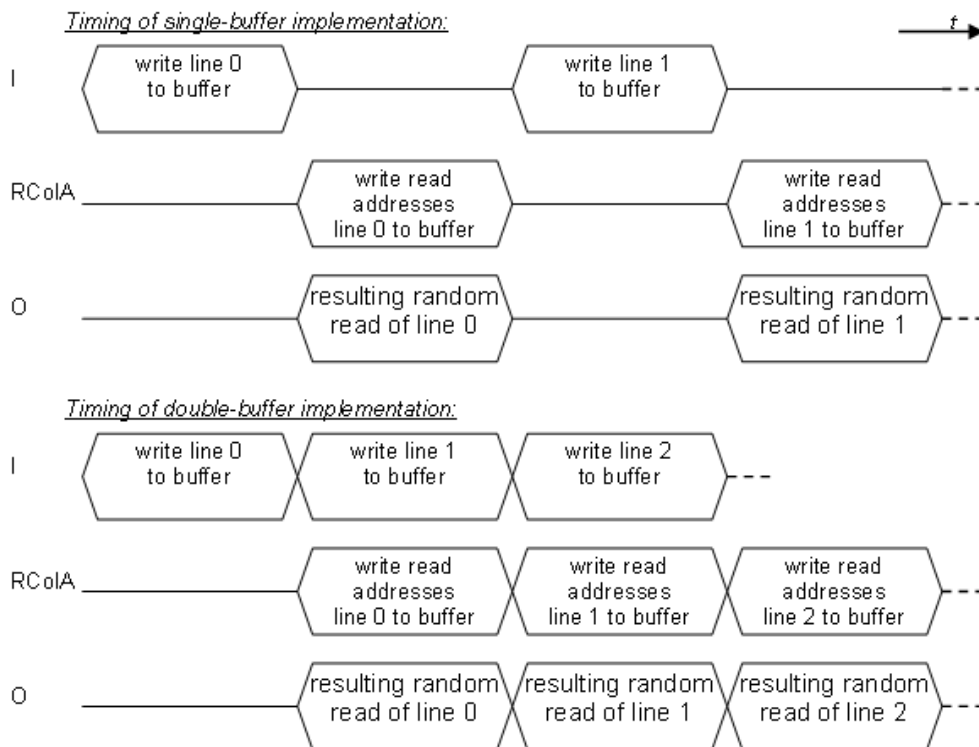 Timing of single-buffer implementation:
t
I
write line 0
to buffer
write line 1
to buffer
RColA
write read
addresses
line 0 to buffer
write read
addresses
line 1 to buffer
O
resulting random
read of line 0
resulting random
read of line 1
Timing of double-buffer implementation:
I
write line 0
to buffer
write line 1
to buffer
write line 2
to buffer
RColA
write read
addresses
line 0 to buffer
write read
addresses
line 1 to buffer
write read
addresses
line 2 to buffer
O
resulting random
read of line 0
resulting random
read of line 1
resulting random
read of line 2